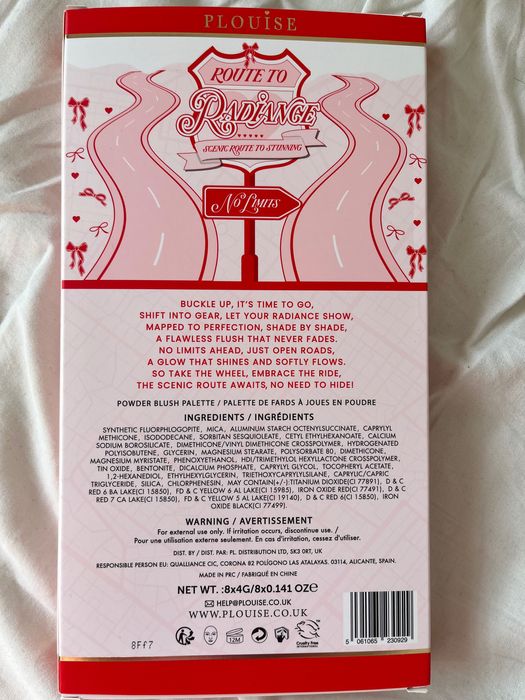 PLOUISE
ROUTE TO
RADIANCE
SCENIC ROUTE TO STUNNING
NO LIMITS
BUCKLE UP, IT'S TIME TO GO,
SHIFT INTO GEAR, LET YOUR RADIANCE SHOW,
MAPPED TO PERFECTION, SHADE BY SHADE,
A FLAWLESS FLUSH THAT NEVER FADES.
NO LIMITS AHEAD, JUST OPEN ROADS,
A GLOW THAT SHINES AND SOFTLY FLOWS.
SO TAKE THE WHEEL, EMBRACE THE RIDE,
THE SCENIC ROUTE AWAITS, NO NEED TO HIDE!
POWDER BLUSH PALETTE / PALETTE DE FARDS À JOUES EN POUDRE
INGREDIENTS / INGRÉDIENTS
SYNTHETIC FLUORPHLOGOPITE, MICA, ALUMINUM STARCH OCTENYLSUCCINATE, CAPRYLYL
METHICONE, ISODODECANE, SORBITAN SESQUIOLEATE, CETYL ETHYLHEXANOATE, CALCIUM
SODIUM BOROSILICATE, DIMETHICONE/VINYL DIMETHICONE CROSSPOLYMER, HYDROGENATED
POLYISOBUTENE, GLYCERIN, MAGNESIUM STEARATE, POLYSORBATE 80, DIMETHICONE,
MAGNESIUM MYRISTATE, PHENOXYETHANOL, HDI/TRIMETHYLOL HEXYLLACTONE CROSSPOLYMER,
TIN OXIDE, BENTONITE, DICALCIUM PHOSPHATE, CAPRYLYL GLYCOL, TOCOPHERYL ACETATE,
1,2-HEXANEDIOL, ETHYLHEXYLGLYCERIN, TRIETHOXYCAPRYLYLSILANE, CAPRYLIC/CAPRIC
TRIGLYCERIDE, SILICA, CHLORPHENESIN, MAY CONTAIN(+/-):TITANIUM DIOXIDE(CI 77891), D & C
RED 6 BA LAKE(CI 15850), FD & C YELLOW 6 AL LAKE(CI 15985), IRON OXIDE RED(CI 77491), D & C
RED 7 CA LAKE(CI 15850), FD & C YELLOW 5 AL LAKE(CI 19140), D & C RED 6(CI 15850), IRON
OXIDE BLACK(CI 77499).
WARNING / AVERTISSEMENT
For external use only. If irritation occurs, discontinue use. /
Pour une utilisation externe seulement. En cas d'irritation, cessez d'utiliser.
DIST. BY / DIST. PAR: PL DISTRIBUTION LTD, SK3 0RT, UK
RESPONSIBLE PERSON EU: QUALLIANCE CIC, CORONA 82 POLÍGONO LAS ATALAYAS. 03114, ALICANTE, SPAIN.
MADE IN PRC / FABRIQUÉ EN CHINE
NET WT. :8x4G/8x0.141 OZ℮
HELP@PLOUISE.CO.UK
WWW.PLOUISE.CO.UK
8Ff7
12M
Cruelty Free
INTERNATIONAL
5 061065 230929